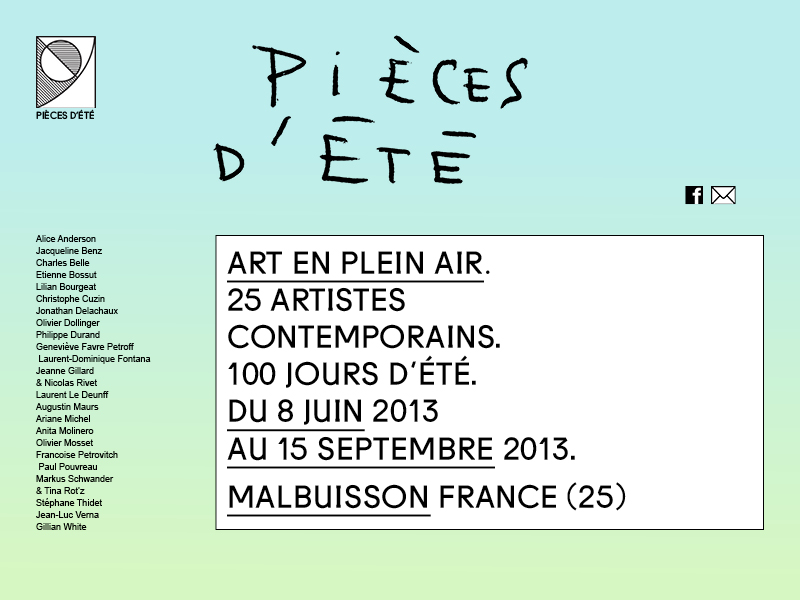 PIÈCES D'ÉTÉ
PIÈCES
D'ÉTÉ
Alice Anderson
Jacqueline Benz
Charles Belle
Etienne Bossut
Lilian Bourgeat
Christophe Cuzin
Jonathan Delachaux
Olivier Dollinger
Philippe Durand
Geneviève Favre Petroff
Laurent-Dominique Fontana
Jeanne Gillard
& Nicolas Rivet
Laurent Le Deunff
Augustin Maurs
Ariane Michel
Anita Molinero
Olivier Mosset
Francoise Petrovitch
Paul Pouvreau
Markus Schwander
& Tina Rot'z
Stéphane Thidet
Jean-Luc Verna
Gillian White
ART EN PLEIN AIR.
25 ARTISTES
CONTEMPORAINS.
100 JOURS D'ÉTÉ.
DU 8 JUIN 2013
AU 15 SEPTEMBRE 2013.
MALBUISSON FRANCE (25)